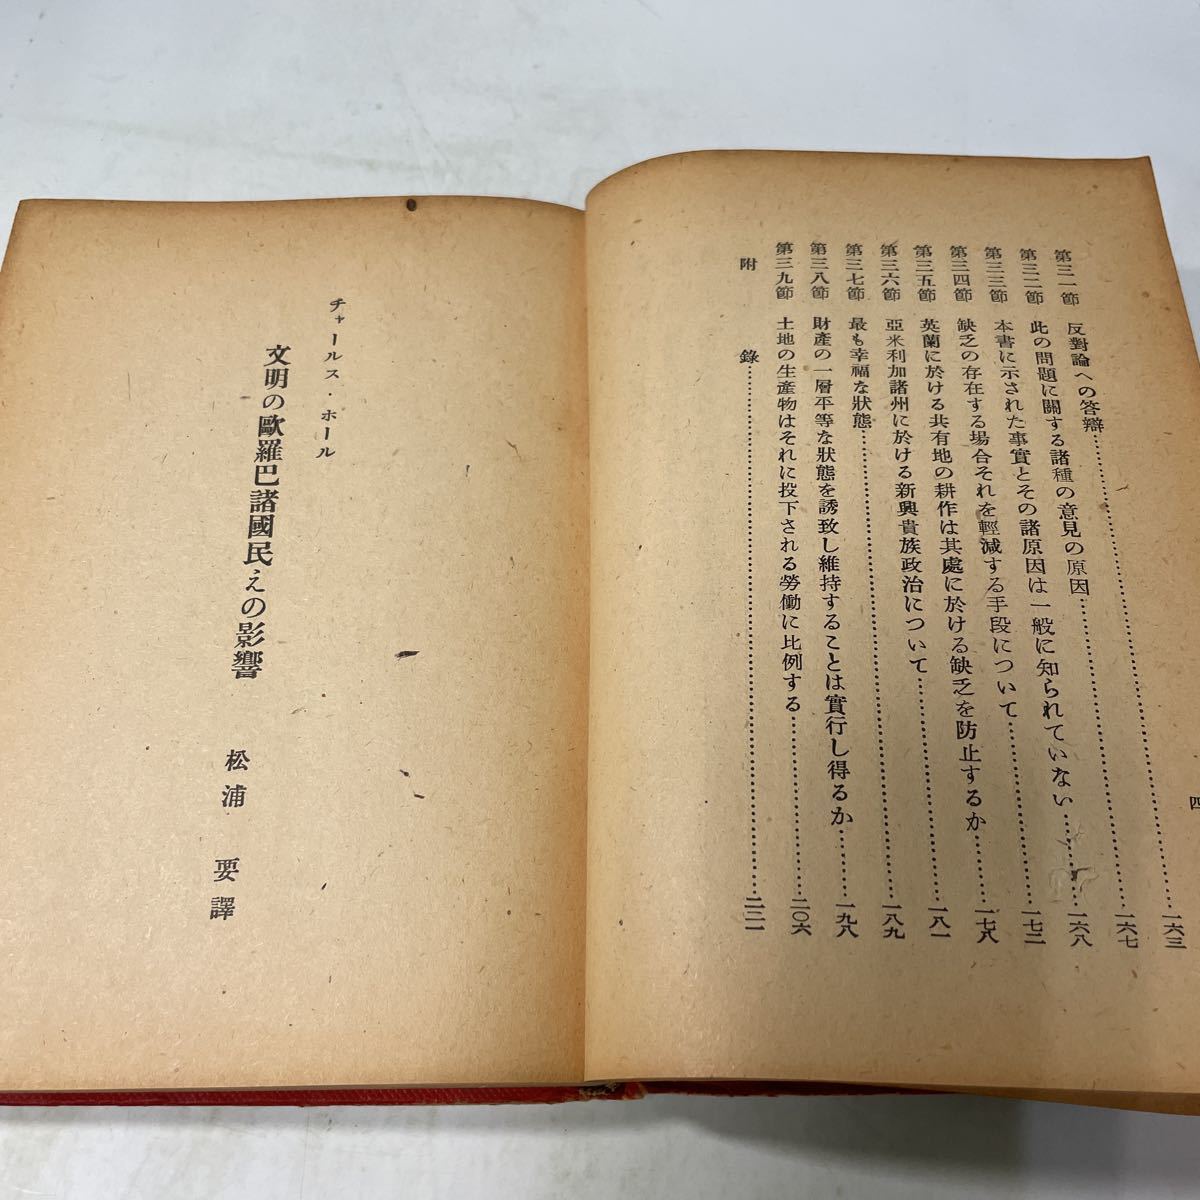 四
第三一節 反對論への答辯……一六三
第三二節 此の問題に關する諸種の意見の原因……一六七
第三三節 本書に示された事實とその諸原因は一般に知られていない……一六八
第三四節 缺乏の存在する場合それを輕減する手段について……一七二
第三五節 英蘭に於ける共有地の耕作は其處に於ける缺乏を防止するか……一七八
第三六節 亞米利加諸州に於ける新興貴族政治について……一八一
第三七節 最も幸福な狀態……一八九
第三八節 財産の一層平等な狀態を誘致し維持することは實行し得るか……一九八
第三九節 土地の生産物はそれに投下される勞働に比例する……二〇六
附 錄……二三一
チャールス・ホール
文明の歐羅巴諸國民えの影響
松浦 要譯